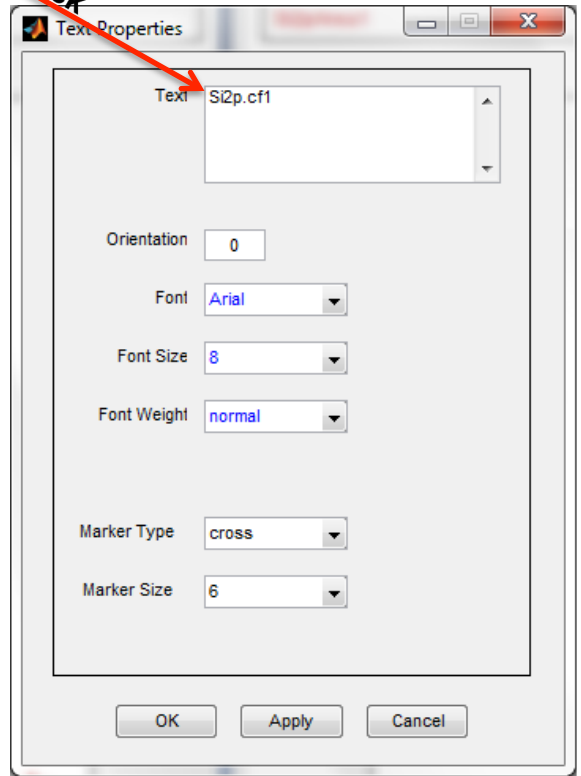 Text Properties
Text Si2p.cf1
Orientation 0
Font Arial
Font Size 8
Font Weight normal
Marker Type cross
Marker Size 6
OK Apply Cancel